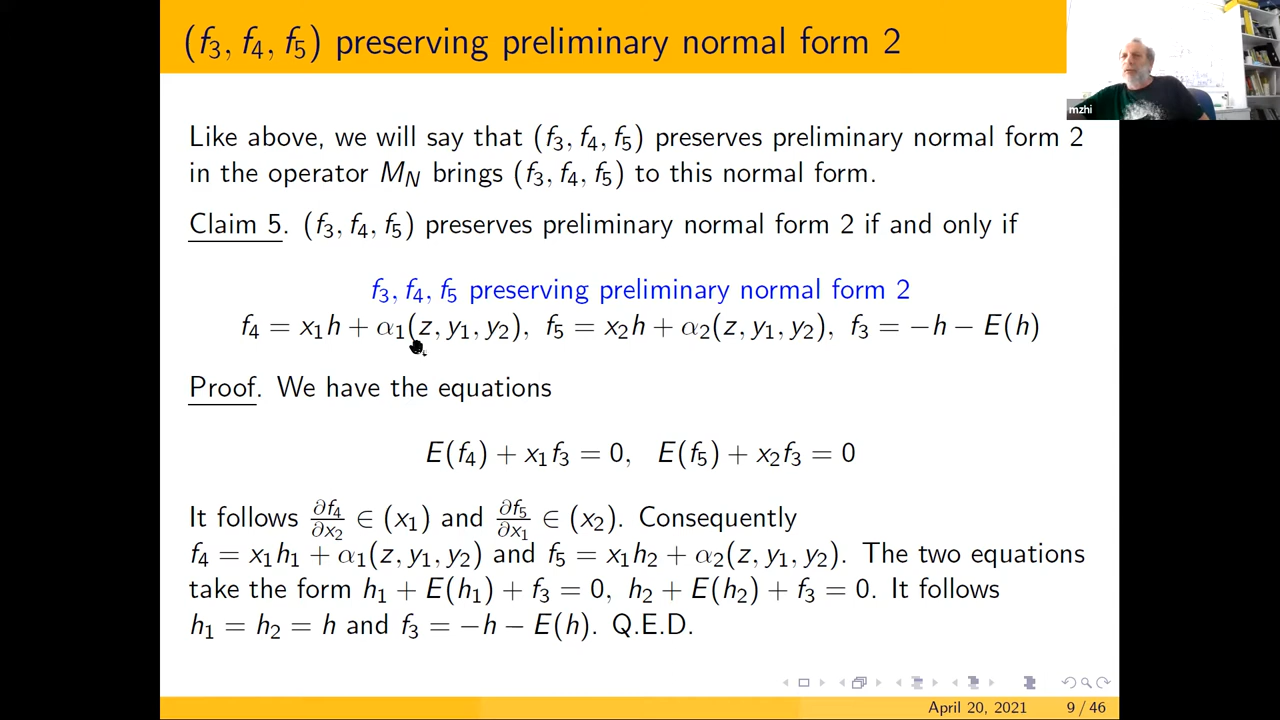 (f₃, f₄, f₅) preserving preliminary normal form 2
mzhi
Like above, we will say that (f₃, f₄, f₅) preserves preliminary normal form 2
in the operator M_N brings (f₃, f₄, f₅) to this normal form.
Claim 5. (f₃, f₄, f₅) preserves preliminary normal form 2 if and only if
f₃, f₄, f₅ preserving preliminary normal form 2
f₄ = x₁h + α₁(z, y₁, y₂), f₅ = x₂h + α₂(z, y₁, y₂), f₃ = −h − E(h)
Proof. We have the equations
E(f₄) + x₁f₃ = 0, E(f₅) + x₂f₃ = 0
It follows ∂f₄/∂x₂ ∈ (x₁) and ∂f₅/∂x₁ ∈ (x₂). Consequently
f₄ = x₁h₁ + α₁(z, y₁, y₂) and f₅ = x₁h₂ + α₂(z, y₁, y₂). The two equations
take the form h₁ + E(h₁) + f₃ = 0, h₂ + E(h₂) + f₃ = 0. It follows
h₁ = h₂ = h and f₃ = −h − E(h). Q.E.D.
April 20, 2021 9 / 46